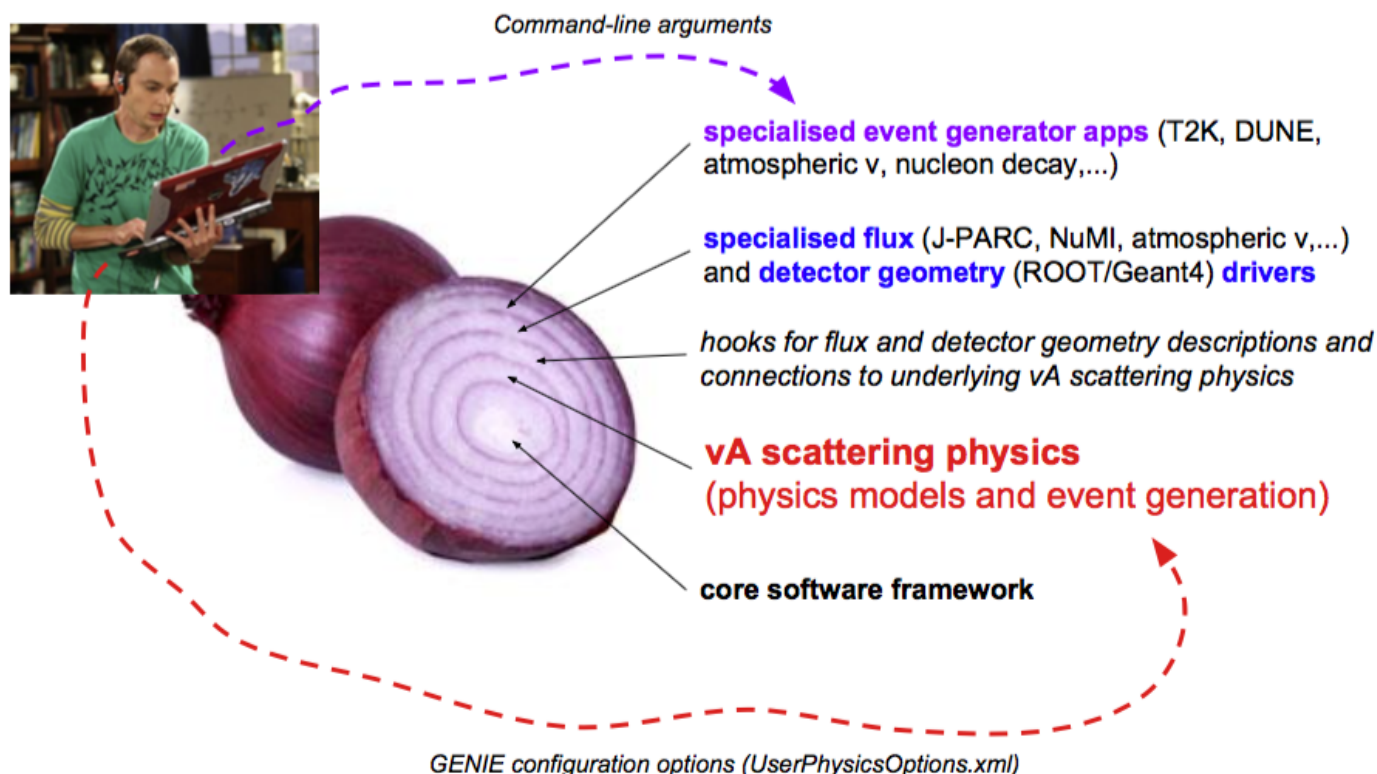 Command-line arguments
specialised event generator apps (T2K, DUNE,
atmospheric v, nucleon decay,...)
specialised flux (J-PARC, NuMI, atmospheric v,...)
and detector geometry (ROOT/Geant4) drivers
hooks for flux and detector geometry descriptions and
connections to underlying vA scattering physics
vA scattering physics
(physics models and event generation)
core software framework
GENIE configuration options (UserPhysicsOptions.xml)